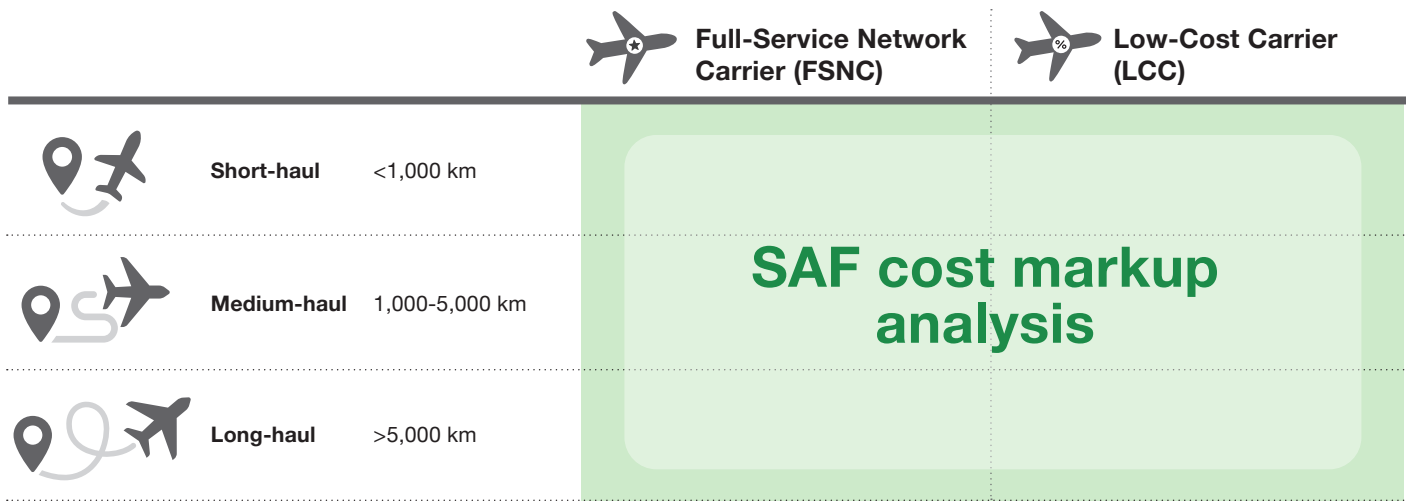 Full-Service Network
Carrier (FSNC)
%
Low-Cost Carrier
(LCC)
Short-haul <1,000 km
SAF cost markup
analysis
Medium-haul 1,000-5,000 km
Long-haul >5,000 km